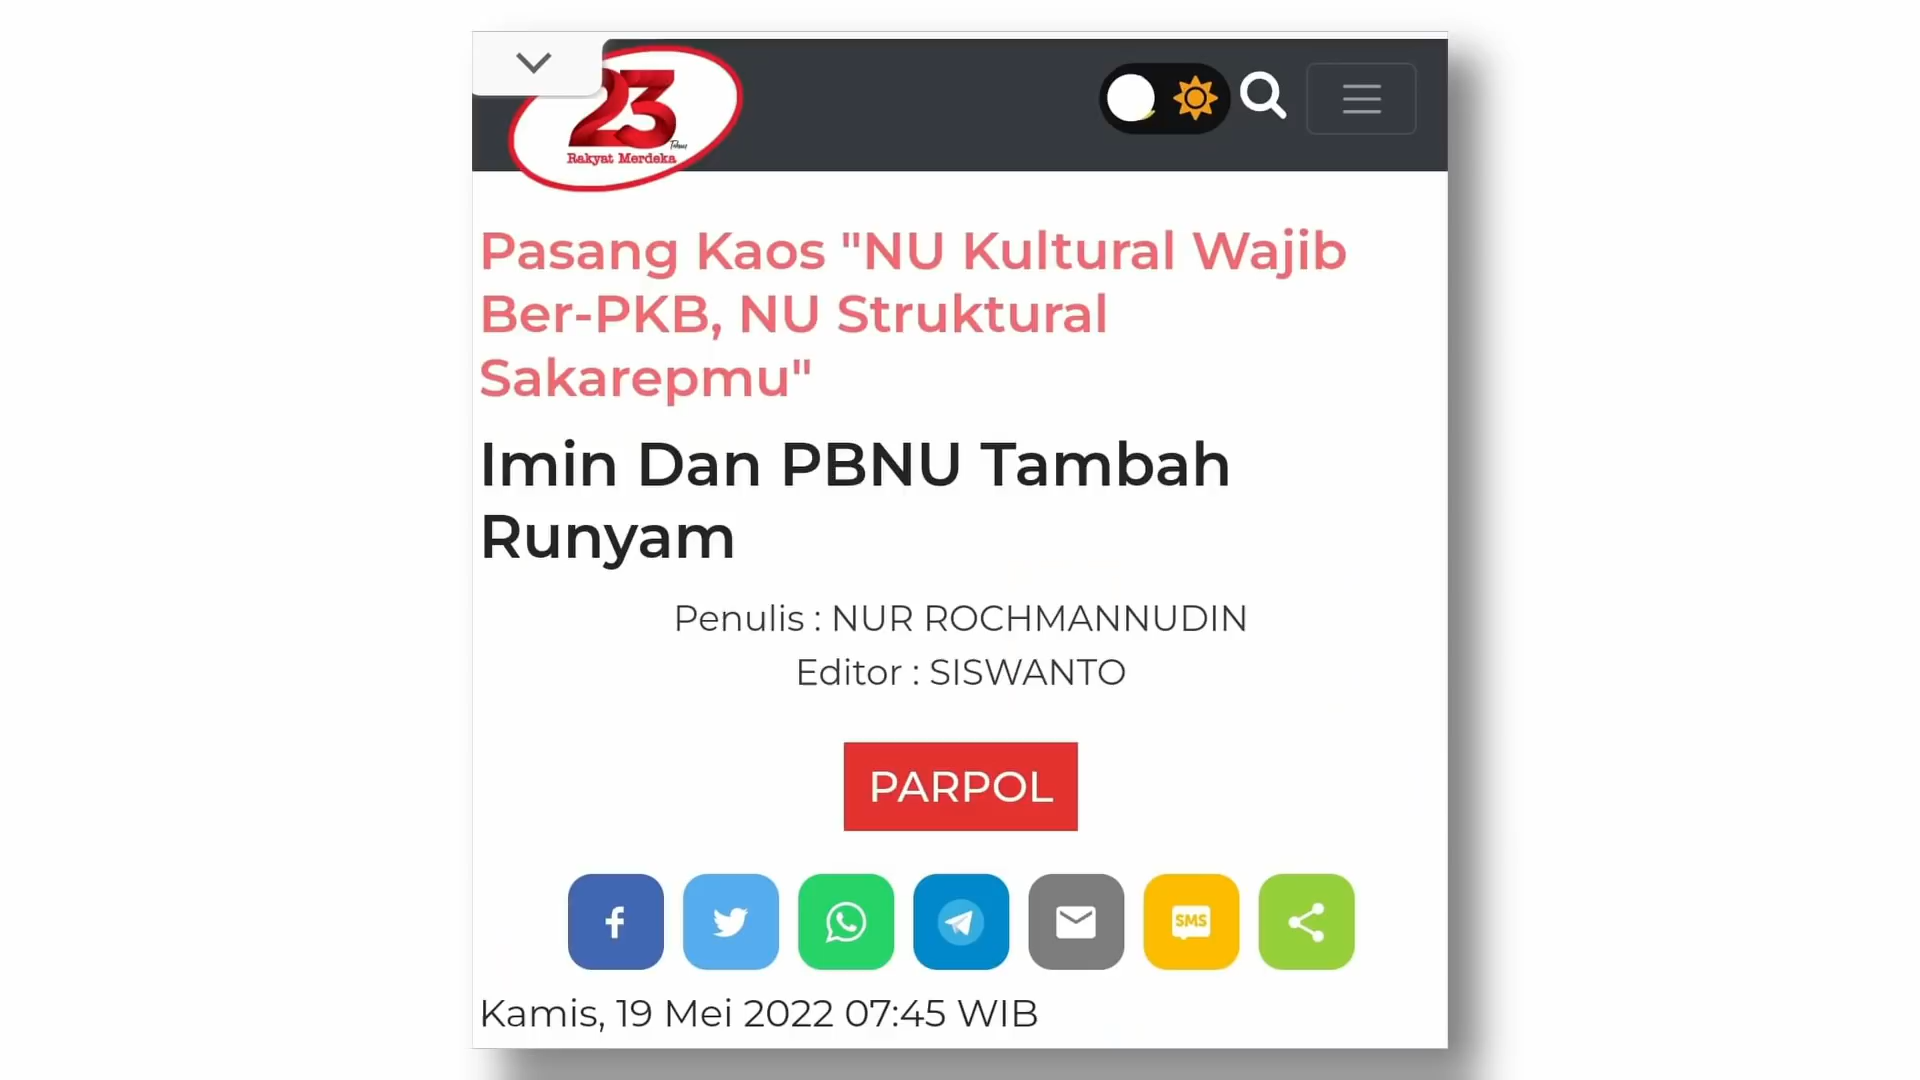 23
Tahun
Rakyat Merdeka
Pasang Kaos "NU Kultural Wajib
Ber-PKB, NU Struktural
Sakarepmu"
Imin Dan PBNU Tambah
Runyam
Penulis : NUR ROCHMANNUDIN
Editor : SISWANTO
PARPOL
SMS
Kamis, 19 Mei 2022 07:45 WIB